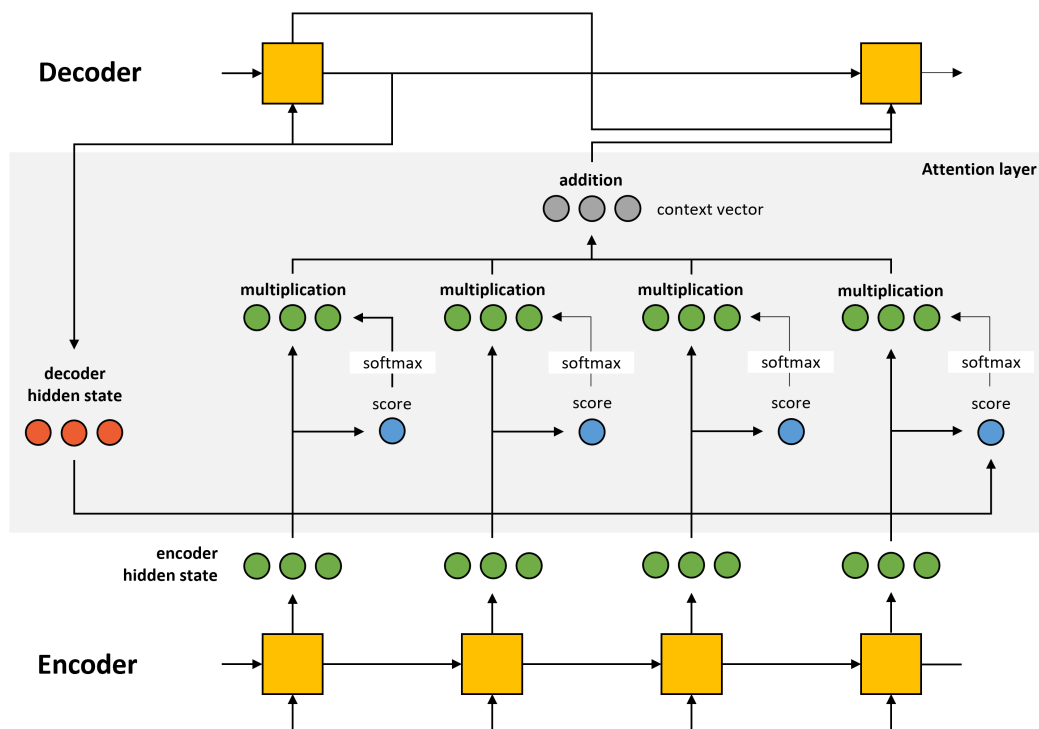 Decoder
Attention layer
addition
context vector
multiplication
multiplication
multiplication
multiplication
softmax
softmax
softmax
softmax
decoder
hidden state
score
score
score
score
encoder
hidden state
Encoder